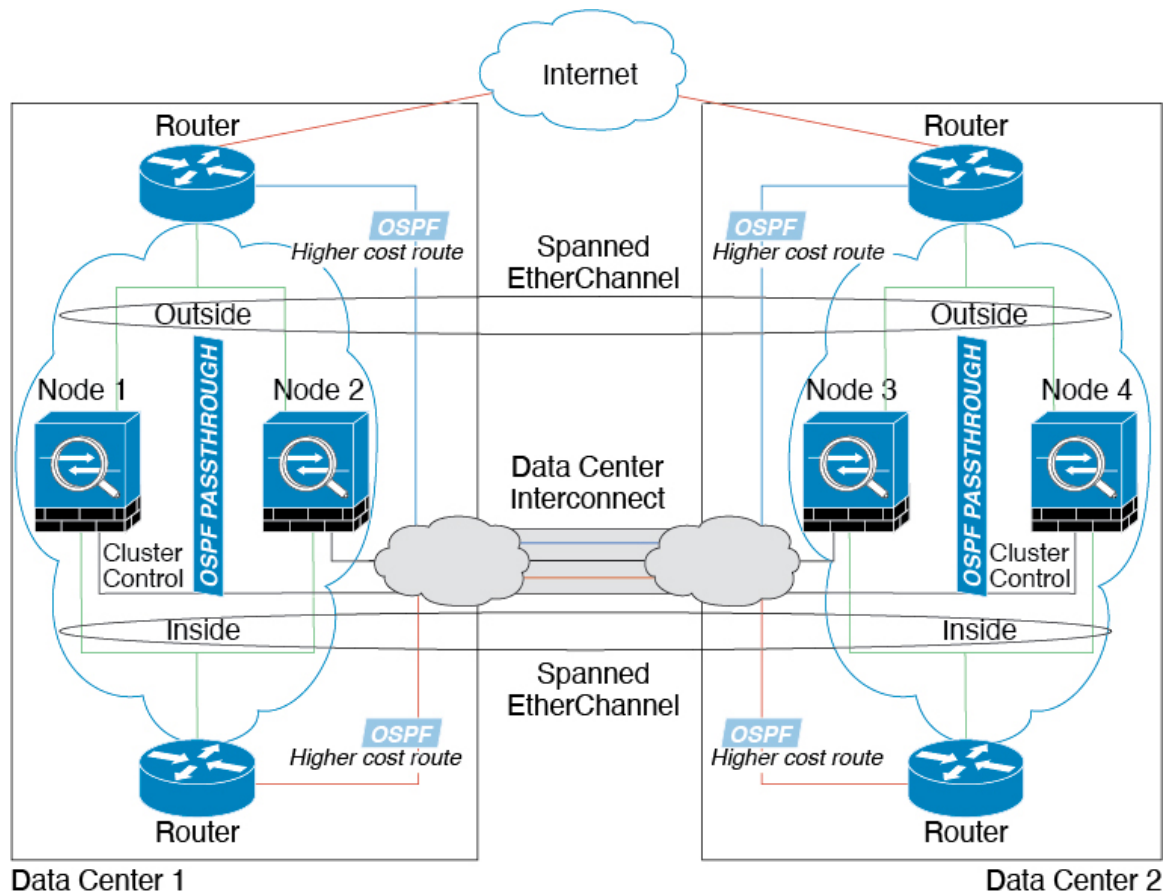 Internet
Router
Router
OSPF
Higher cost route
OSPF
Higher cost route
Spanned
EtherChannel
Outside
Outside
Node 1
Node 2
Node 3
Node 4
OSPF PASSTHROUGH
OSPF PASSTHROUGH
Data Center
Interconnect
Cluster
Control
Cluster
Control
Inside
Inside
Spanned
EtherChannel
OSPF
Higher cost route
OSPF
Higher cost route
Router
Router
Data Center 1
Data Center 2